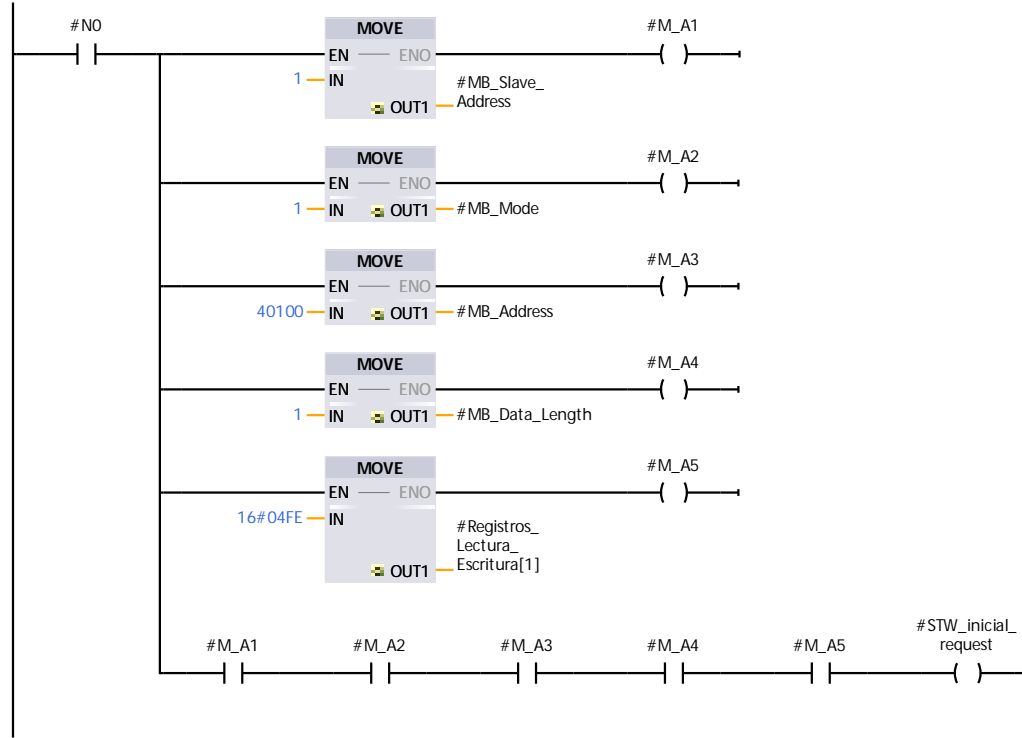 #N0
MOVE
#M_A1
EN
ENO
1
IN
#MB_Slave_
Address
OUT1
MOVE
#M_A2
EN
ENO
1
IN
OUT1
#MB_Mode
MOVE
#M_A3
EN
ENO
40100
IN
OUT1
#MB_Address
MOVE
#M_A4
EN
ENO
1
IN
OUT1
#MB_Data_Length
MOVE
#M_A5
EN
ENO
16#04FE
IN
#Registros_
Lectura_
Escritura[1]
OUT1
#M_A1
#M_A2
#M_A3
#M_A4
#M_A5
#STW_inicial_
request